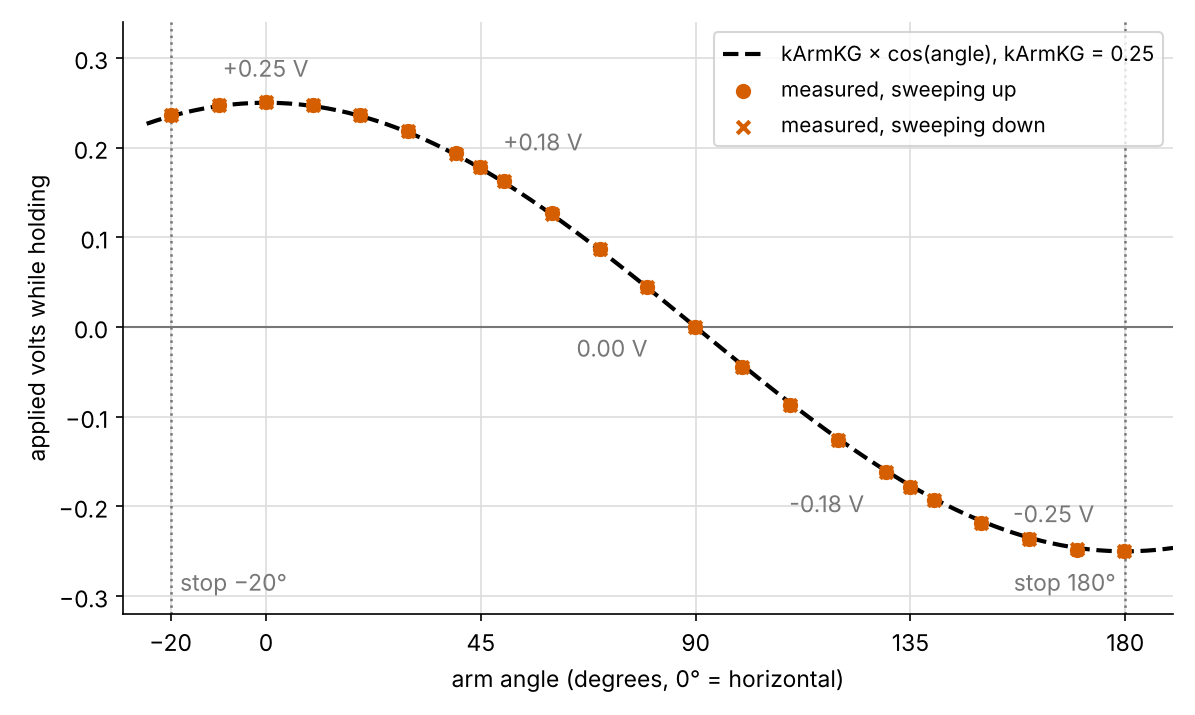 kArmKG × cos(angle), kArmKG = 0.25
measured, sweeping up
measured, sweeping down
+0.25 V
+0.18 V
0.00 V
-0.18 V
-0.25 V
stop −20°
stop 180°
applied volts while holding
0.3
0.2
0.1
0.0
−0.1
−0.2
−0.3
−20
0
45
90
135
180
arm angle (degrees, 0° = horizontal)